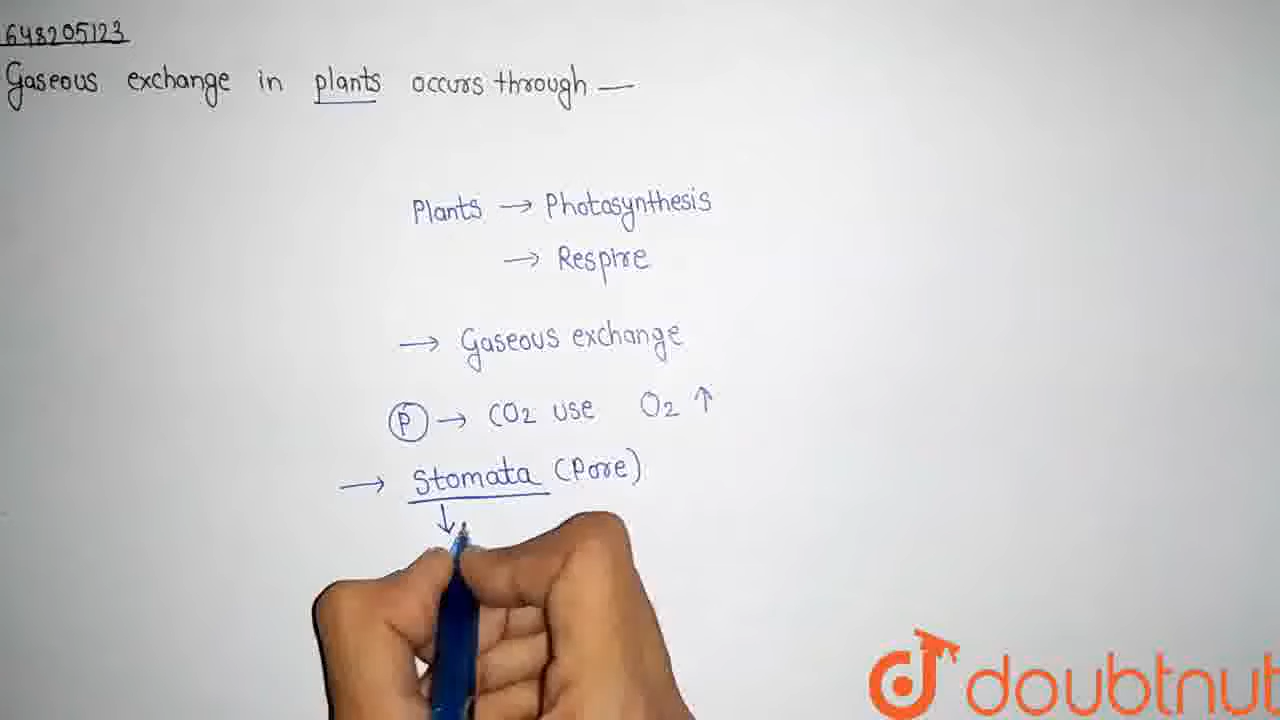 648205123
Gaseous exchange in plants occurs through —
Plants → Photosynthesis
→ Respire
→ Gaseous exchange
P → CO2 use O2 ↑
→ Stomata (Pore)
↓
doubtnut